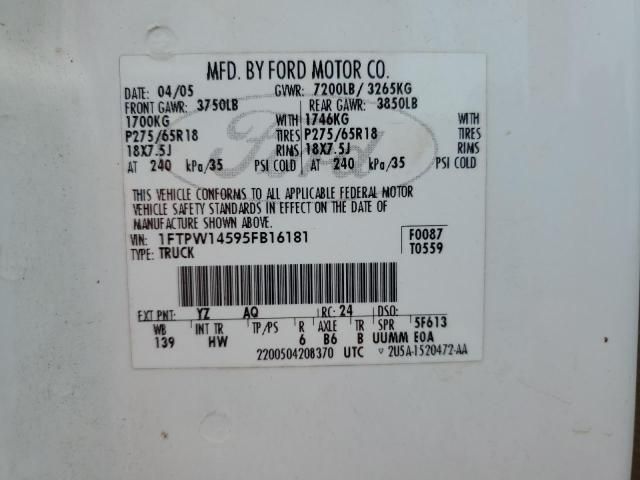 MFD. BY FORD MOTOR CO.
DATE: 04/05 GVWR: 7200LB/ 3265KG
FRONT GAWR: 3750LB REAR GAWR: 3850LB
1700KG WITH 1746KG WITH
P275/65R18 TIRES P275/65R18 TIRES
18X7.5J RIMS 18X7.5J RIMS
AT 240 kPa/35 PSI COLD AT 240 kPa/35 PSI COLD
Ford
THIS VEHICLE CONFORMS TO ALL APPLICABLE FEDERAL MOTOR
VEHICLE SAFETY STANDARDS IN EFFECT ON THE DATE OF
MANUFACTURE SHOWN ABOVE.
VIN: 1FTPW14595FB16181 F0087
TYPE: TRUCK T0559
EXT PNT: YZ AQ RC: 24 DSO:
WB INT TR TP/PS R AXLE TR SPR 5F613
139 HW 6 B6 B UUMM E0A
2200504208370 UTC ▽ 2U5A-1520472-AA